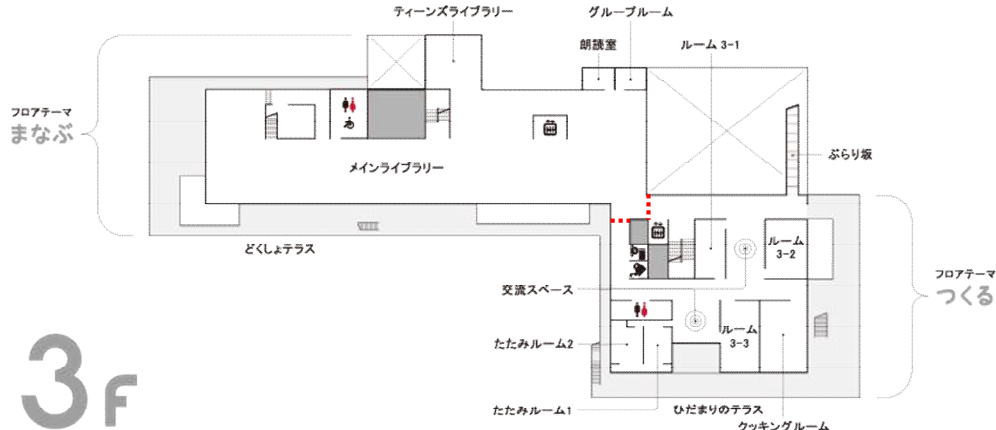 ティーンズライブラリー
グループルーム
朗読室
ルーム 3-1
フロアテーマ
まなぶ
メインライブラリー
ぷらり坂
どくしょテラス
ルーム
3-2
交流スペース
フロアテーマ
つくる
たたみルーム2
ルーム
3-3
たたみルーム1
ひだまりのテラス
クッキングルーム
3F